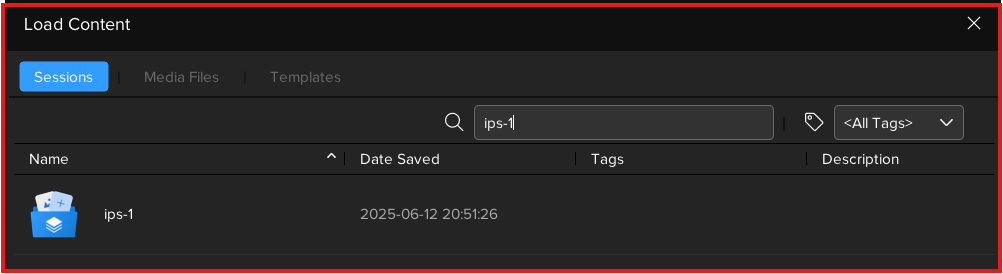 Load Content
Sessions Media Files Templates
ips-1 <All Tags>
Name Date Saved Tags Description
ips-1 2025-06-12 20:51:26